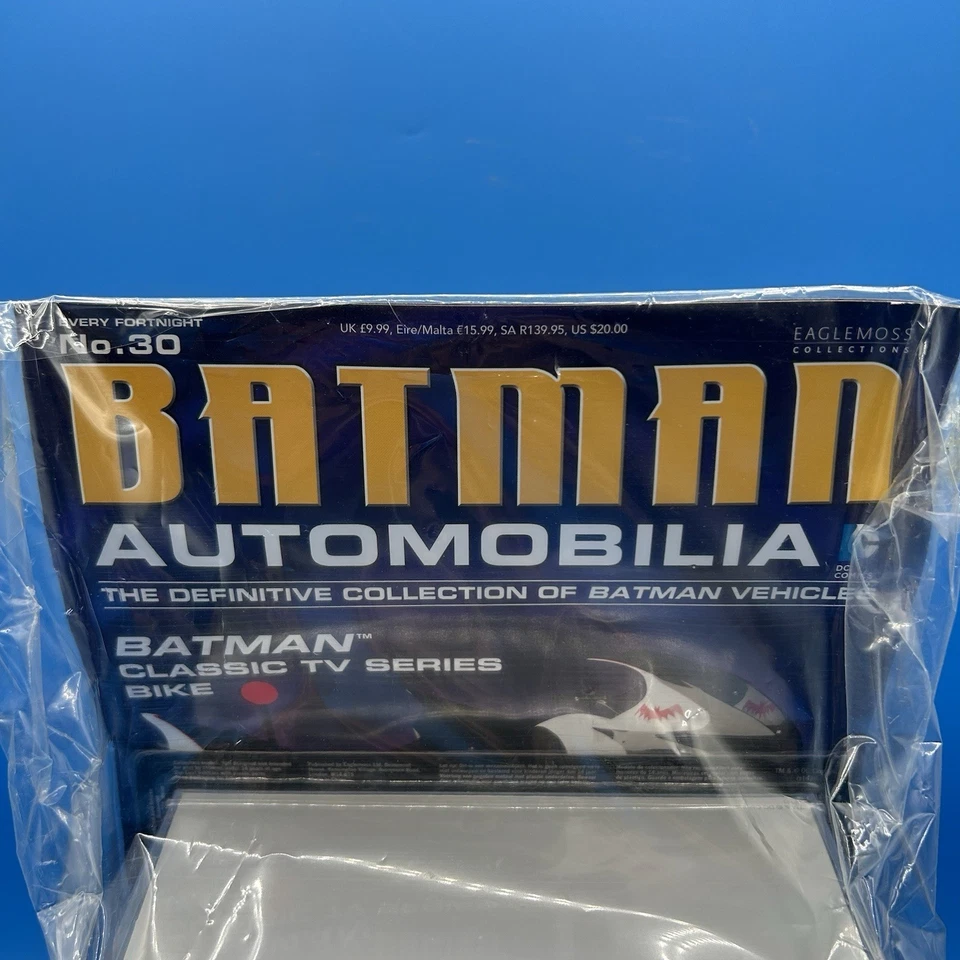 EVERY FORTNIGHT
No.30
UK £9.99, Eire/Malta €15.99, SA R139.95, US $20.00
EAGLEMOSS
COLLECTIONS
BATMAN
AUTOMOBILIA
DC
THE DEFINITIVE COLLECTION OF BATMAN VEHICLES
BATMAN™
CLASSIC TV SERIES
BIKE